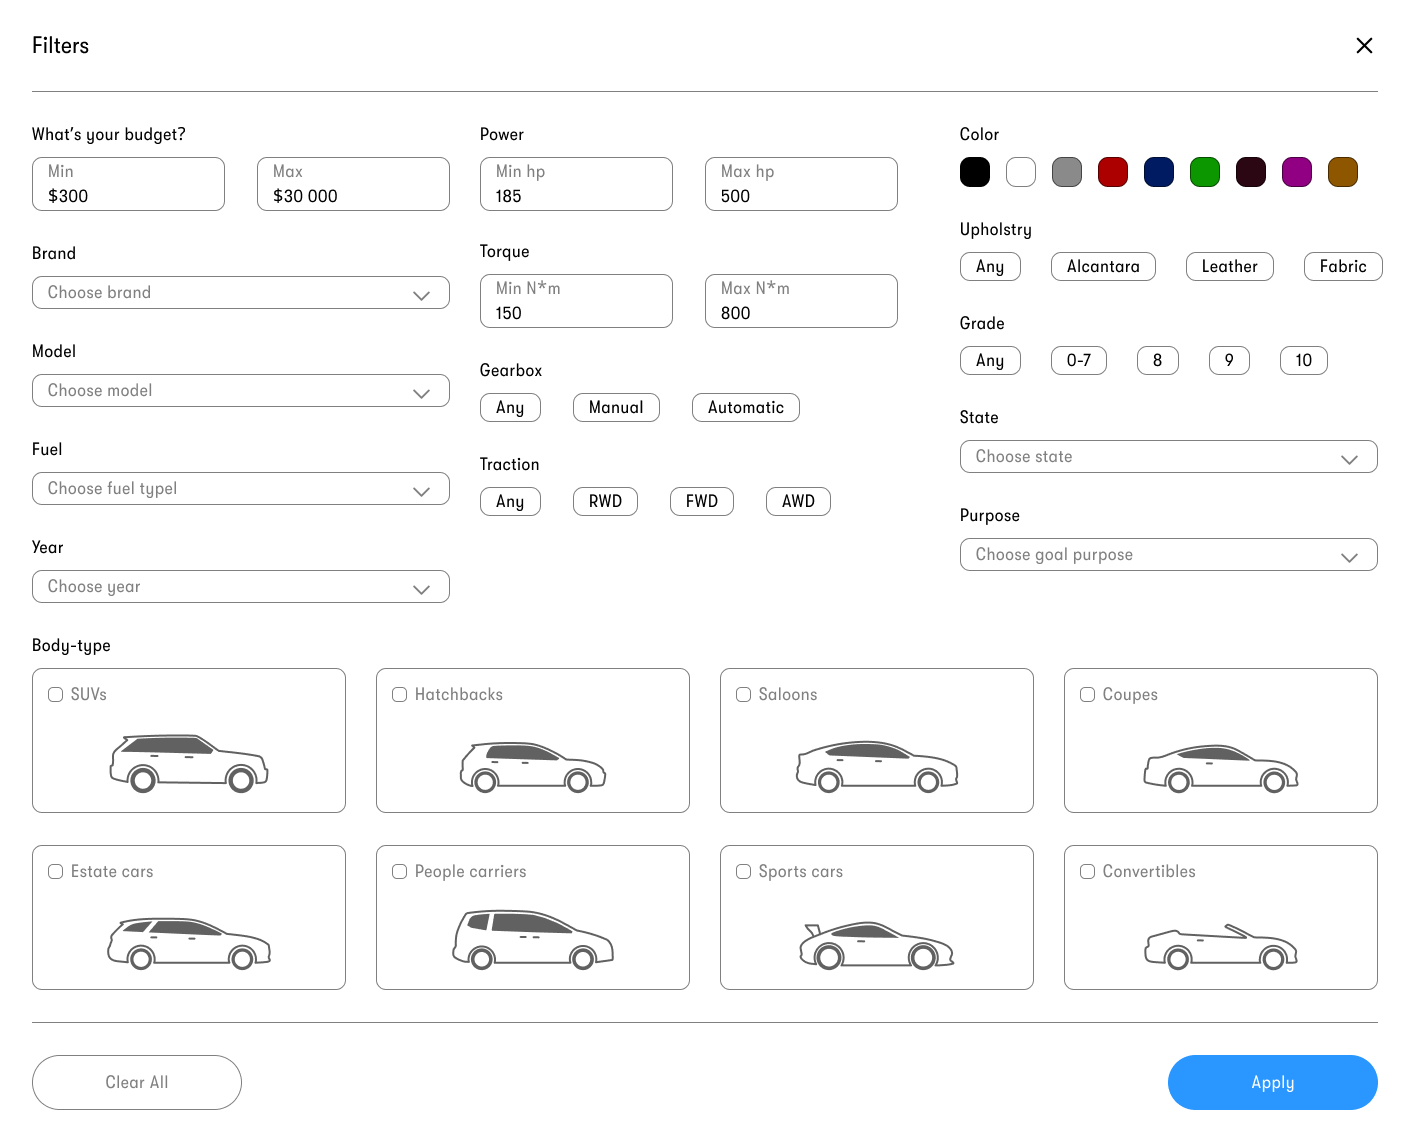 Filters
What's your budget?
Min
$300
Max
$30 000
Brand
Choose brand
Model
Choose model
Fuel
Choose fuel typel
Year
Choose year
Power
Min hp
185
Max hp
500
Torque
Min N*m
150
Max N*m
800
Gearbox
Any
Manual
Automatic
Traction
Any
RWD
FWD
AWD
Color
Upholstry
Any
Alcantara
Leather
Fabric
Grade
Any
0-7
8
9
10
State
Choose state
Purpose
Choose goal purpose
Body-type
SUVs
Hatchbacks
Saloons
Coupes
Estate cars
People carriers
Sports cars
Convertibles
Clear All
Apply